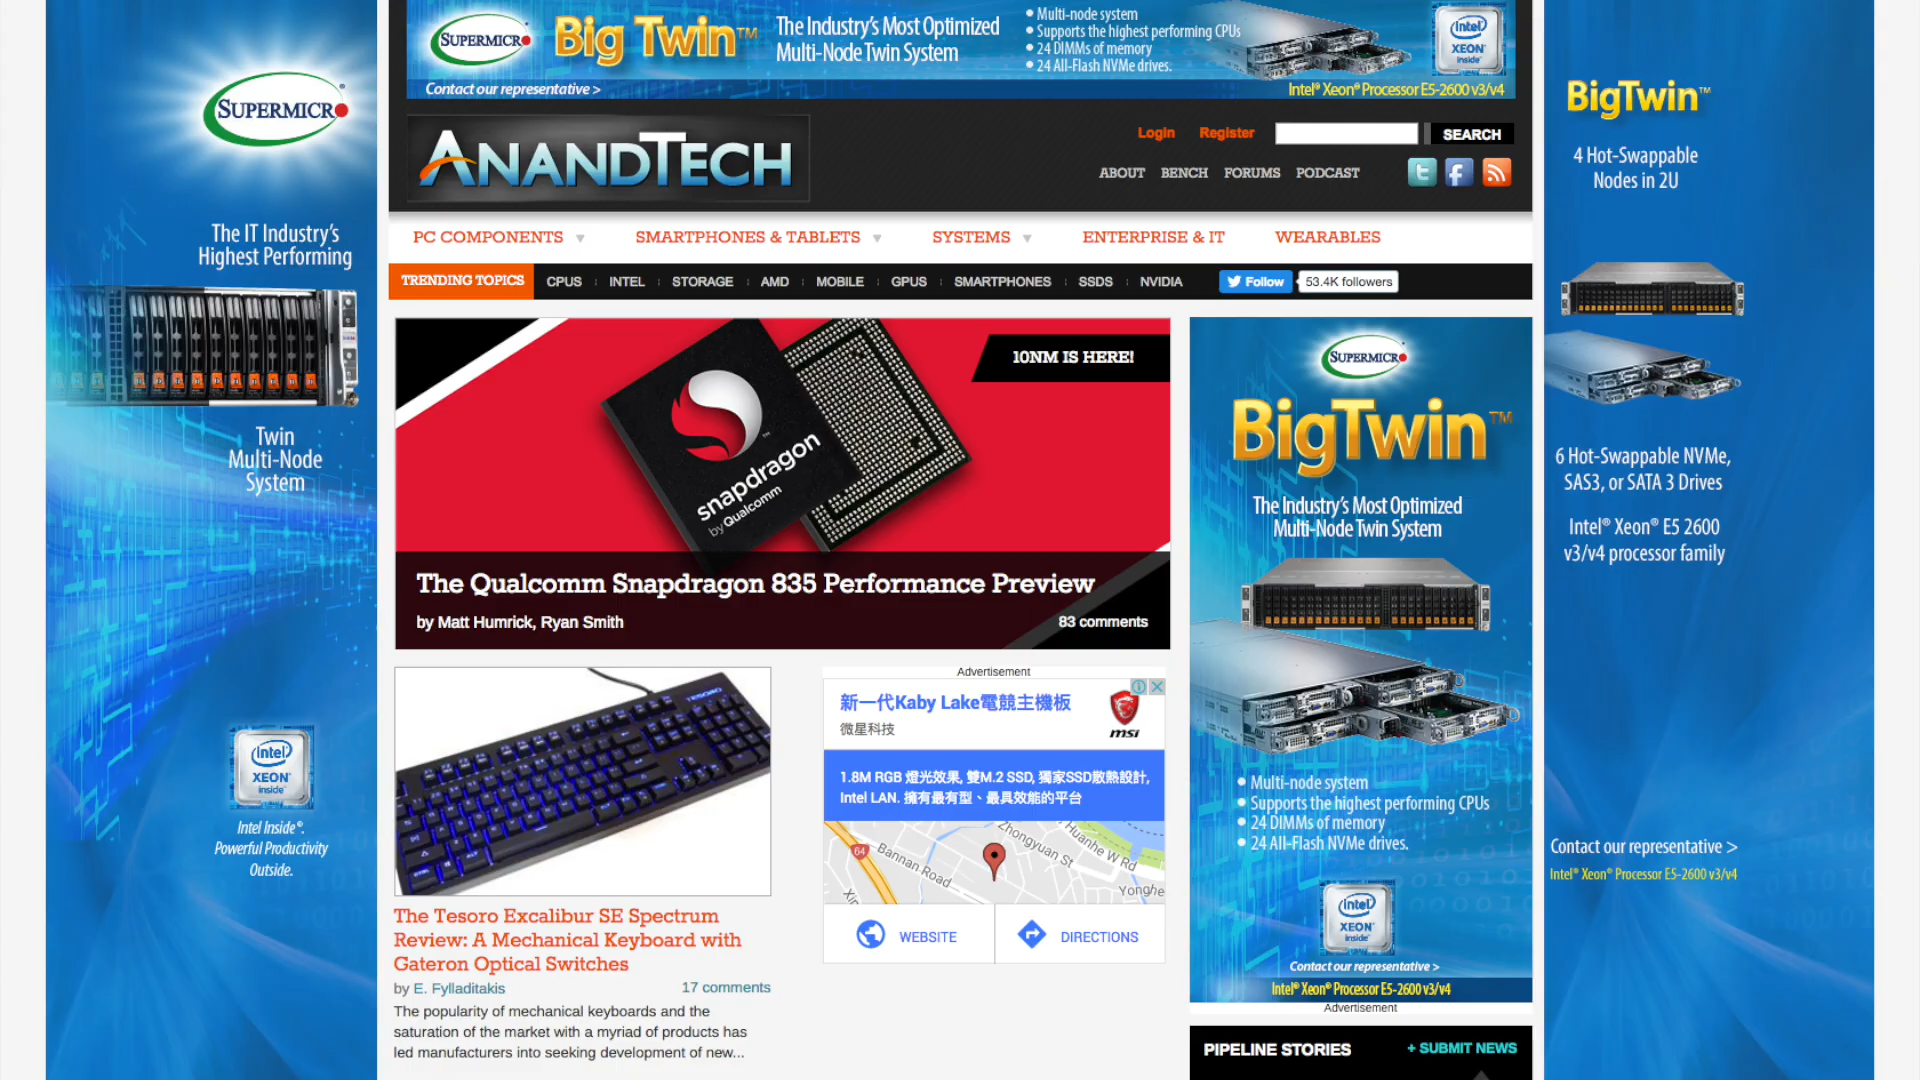 SUPERMICRO
The IT Industry's
Highest Performing
Twin
Multi-Node
System
intel
XEON
inside
Intel Inside®.
Powerful Productivity
Outside.
SUPERMICRO
Big Twin™
The Industry's Most Optimized
Multi-Node Twin System
• Multi-node system
• Supports the highest performing CPUs
• 24 DIMMs of memory
• 24 All-Flash NVMe drives.
intel
XEON
inside
Contact our representative >
Intel® Xeon® Processor E5-2600 v3/v4
ANANDTECH
Login
Register
SEARCH
ABOUT
BENCH
FORUMS
PODCAST
PC COMPONENTS
SMARTPHONES & TABLETS
SYSTEMS
ENTERPRISE & IT
WEARABLES
TRENDING TOPICS
CPUS
INTEL
STORAGE
AMD
MOBILE
GPUS
SMARTPHONES
SSDS
NVIDIA
Follow
53.4K followers
10NM IS HERE!
snapdragon™
by Qualcomm
The Qualcomm Snapdragon 835 Performance Preview
by Matt Humrick, Ryan Smith
83 comments
TESORO
The Tesoro Excalibur SE Spectrum
Review: A Mechanical Keyboard with
Gateron Optical Switches
by E. Fylladitakis
17 comments
The popularity of mechanical keyboards and the
saturation of the market with a myriad of products has
led manufacturers into seeking development of new...
Advertisement
新一代Kaby Lake電競主機板
微星科技
msi
1.8M RGB 燈光效果, 雙M.2 SSD, 獨家SSD散熱設計,
Intel LAN. 擁有最有型、最具效能的平台
64
Bannan Road
Zhongyuan St
Huanhe W Rd
Yonghe
Xin
WEBSITE
DIRECTIONS
SUPERMICRO
BigTwin™
The Industry's Most Optimized
Multi-Node Twin System
• Multi-node system
• Supports the highest performing CPUs
• 24 DIMMs of memory
• 24 All-Flash NVMe drives.
intel
XEON
inside
Contact our representative >
Intel® Xeon® Processor E5-2600 v3/v4
Advertisement
PIPELINE STORIES
+ SUBMIT NEWS
BigTwin™
4 Hot-Swappable
Nodes in 2U
6 Hot-Swappable NVMe,
SAS3, or SATA 3 Drives
Intel® Xeon® E5 2600
v3/v4 processor family
Contact our representative >
Intel® Xeon® Processor E5-2600 v3/v4